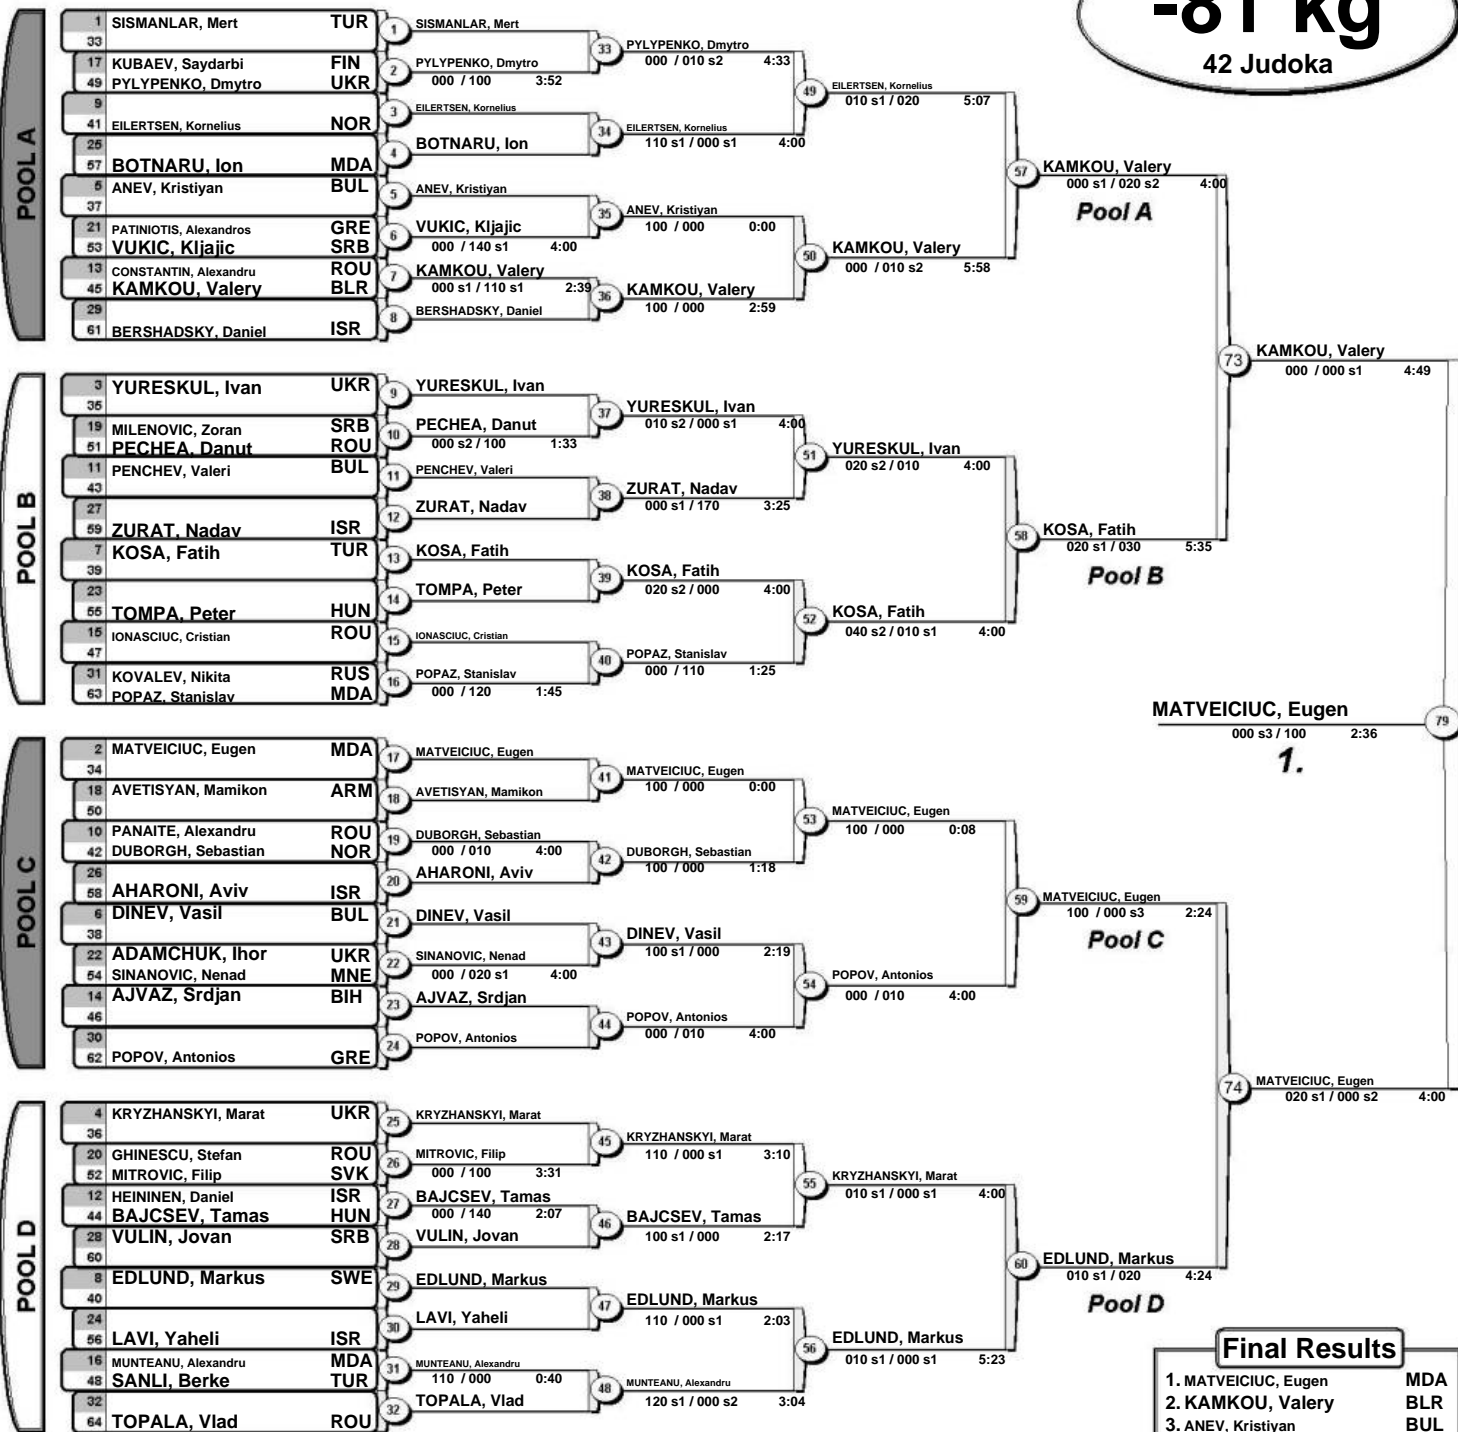 -81 kg
42 Judoka
POOL A
1 SISMANLAR, Mert TUR
33
17 KUBAEV, Saydarbi FIN
49 PYLYPENKO, Dmytro UKR
9
41 EILERTSEN, Kornelius NOR
25
57 BOTNARU, Ion MDA
5 ANEV, Kristiyan BUL
37
21 PATINIOTIS, Alexandros GRE
53 VUKIC, Kljajic SRB
13 CONSTANTIN, Alexandru ROU
45 KAMKOU, Valery BLR
29
61 BERSHADSKY, Daniel ISR
1 SISMANLAR, Mert
2 PYLYPENKO, Dmytro
000 / 100 3:52
3 EILERTSEN, Kornelius
4 BOTNARU, Ion
5 ANEV, Kristiyan
6 VUKIC, Kljajic
000 / 140 s1 4:00
7 KAMKOU, Valery
000 s1 / 110 s1 2:39
8 BERSHADSKY, Daniel
33 PYLYPENKO, Dmytro
000 / 010 s2 4:33
34 EILERTSEN, Kornelius
110 s1 / 000 s1 4:00
35 ANEV, Kristiyan
100 / 000 0:00
36 KAMKOU, Valery
100 / 000 2:59
49 EILERTSEN, Kornelius
010 s1 / 020 5:07
50 KAMKOU, Valery
000 / 010 s2 5:58
57 KAMKOU, Valery
000 s1 / 020 s2 4:00
Pool A
POOL B
3 YURESKUL, Ivan UKR
35
19 MILENOVIC, Zoran SRB
51 PECHEA, Danut ROU
11 PENCHEV, Valeri BUL
43
27
59 ZURAT, Nadav ISR
7 KOSA, Fatih TUR
39
23
55 TOMPA, Peter HUN
15 IONASCIUC, Cristian ROU
47
31 KOVALEV, Nikita RUS
63 POPAZ, Stanislav MDA
9 YURESKUL, Ivan
10 PECHEA, Danut
000 s2 / 100 1:33
11 PENCHEV, Valeri
12 ZURAT, Nadav
13 KOSA, Fatih
14 TOMPA, Peter
15 IONASCIUC, Cristian
16 POPAZ, Stanislav
000 / 120 1:45
37 YURESKUL, Ivan
010 s2 / 000 s1 4:00
38 ZURAT, Nadav
000 s1 / 170 3:25
39 KOSA, Fatih
020 s2 / 000 4:00
40 POPAZ, Stanislav
000 / 110 1:25
51 YURESKUL, Ivan
020 s2 / 010 4:00
52 KOSA, Fatih
040 s2 / 010 s1 4:00
58 KOSA, Fatih
020 s1 / 030 5:35
Pool B
73 KAMKOU, Valery
000 / 000 s1 4:49
MATVEICIUC, Eugen 79
000 s3 / 100 2:36
1.
POOL C
2 MATVEICIUC, Eugen MDA
34
18 AVETISYAN, Mamikon ARM
50
10 PANAITE, Alexandru ROU
42 DUBORGH, Sebastian NOR
26
58 AHARONI, Aviv ISR
6 DINEV, Vasil BUL
38
22 ADAMCHUK, Ihor UKR
54 SINANOVIC, Nenad MNE
14 AJVAZ, Srdjan BIH
46
30
62 POPOV, Antonios GRE
17 MATVEICIUC, Eugen
18 AVETISYAN, Mamikon
19 DUBORGH, Sebastian
000 / 010 4:00
20 AHARONI, Aviv
21 DINEV, Vasil
22 SINANOVIC, Nenad
000 / 020 s1 4:00
23 AJVAZ, Srdjan
24 POPOV, Antonios
41 MATVEICIUC, Eugen
100 / 000 0:00
42 DUBORGH, Sebastian
100 / 000 1:18
43 DINEV, Vasil
100 s1 / 000 2:19
44 POPOV, Antonios
000 / 010 4:00
53 MATVEICIUC, Eugen
100 / 000 0:08
54 POPOV, Antonios
000 / 010 4:00
59 MATVEICIUC, Eugen
100 / 000 s3 2:24
Pool C
POOL D
4 KRYZHANSKYI, Marat UKR
36
20 GHINESCU, Stefan ROU
52 MITROVIC, Filip SVK
12 HEININEN, Daniel ISR
44 BAJCSEV, Tamas HUN
28 VULIN, Jovan SRB
60
8 EDLUND, Markus SWE
40
24
56 LAVI, Yaheli ISR
16 MUNTEANU, Alexandru MDA
48 SANLI, Berke TUR
32
64 TOPALA, Vlad ROU
25 KRYZHANSKYI, Marat
26 MITROVIC, Filip
000 / 100 3:31
27 BAJCSEV, Tamas
000 / 140 2:07
28 VULIN, Jovan
29 EDLUND, Markus
30 LAVI, Yaheli
31 MUNTEANU, Alexandru
110 / 000 0:40
32 TOPALA, Vlad
45 KRYZHANSKYI, Marat
110 / 000 s1 3:10
46 BAJCSEV, Tamas
100 s1 / 000 2:17
47 EDLUND, Markus
110 / 000 s1 2:03
48 MUNTEANU, Alexandru
120 s1 / 000 s2 3:04
55 KRYZHANSKYI, Marat
010 s1 / 000 s1 4:00
56 EDLUND, Markus
010 s1 / 000 s1 5:23
60 EDLUND, Markus
010 s1 / 020 4:24
Pool D
74 MATVEICIUC, Eugen
020 s1 / 000 s2 4:00
Final Results
1. MATVEICIUC, Eugen MDA
2. KAMKOU, Valery BLR
3. ANEV, Kristiyan BUL